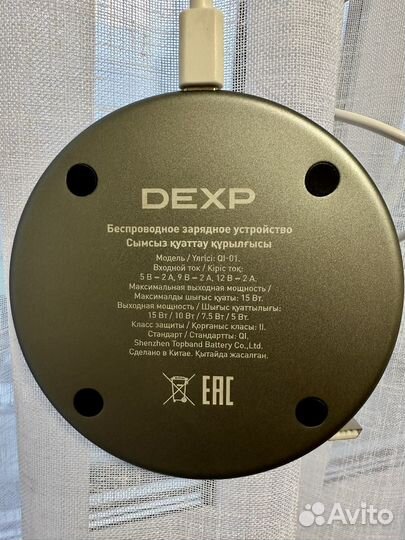 DEXP
Беспроводное зарядное устройство
Сымсыз қуаттау құрылғысы
Модель / Үлгісі: QI-01.
Входной ток / Кіріс тоқ:
5 В ⎓ 2 А, 9 В ⎓ 2 А, 12 В ⎓ 2 А.
Максимальная выходная мощность /
Максималды шығыс қуаты: 15 Вт.
Выходная мощность / Шығыс қуаттылығы:
15 Вт / 10 Вт / 7.5 Вт / 5 Вт.
Класс защиты / Қорғаныс класы: II.
Стандарт / Стандартты: QI.
Shenzhen Topband Battery Co.,Ltd.
Сделано в Китае. Қытайда жасалған.
EAC
Avito